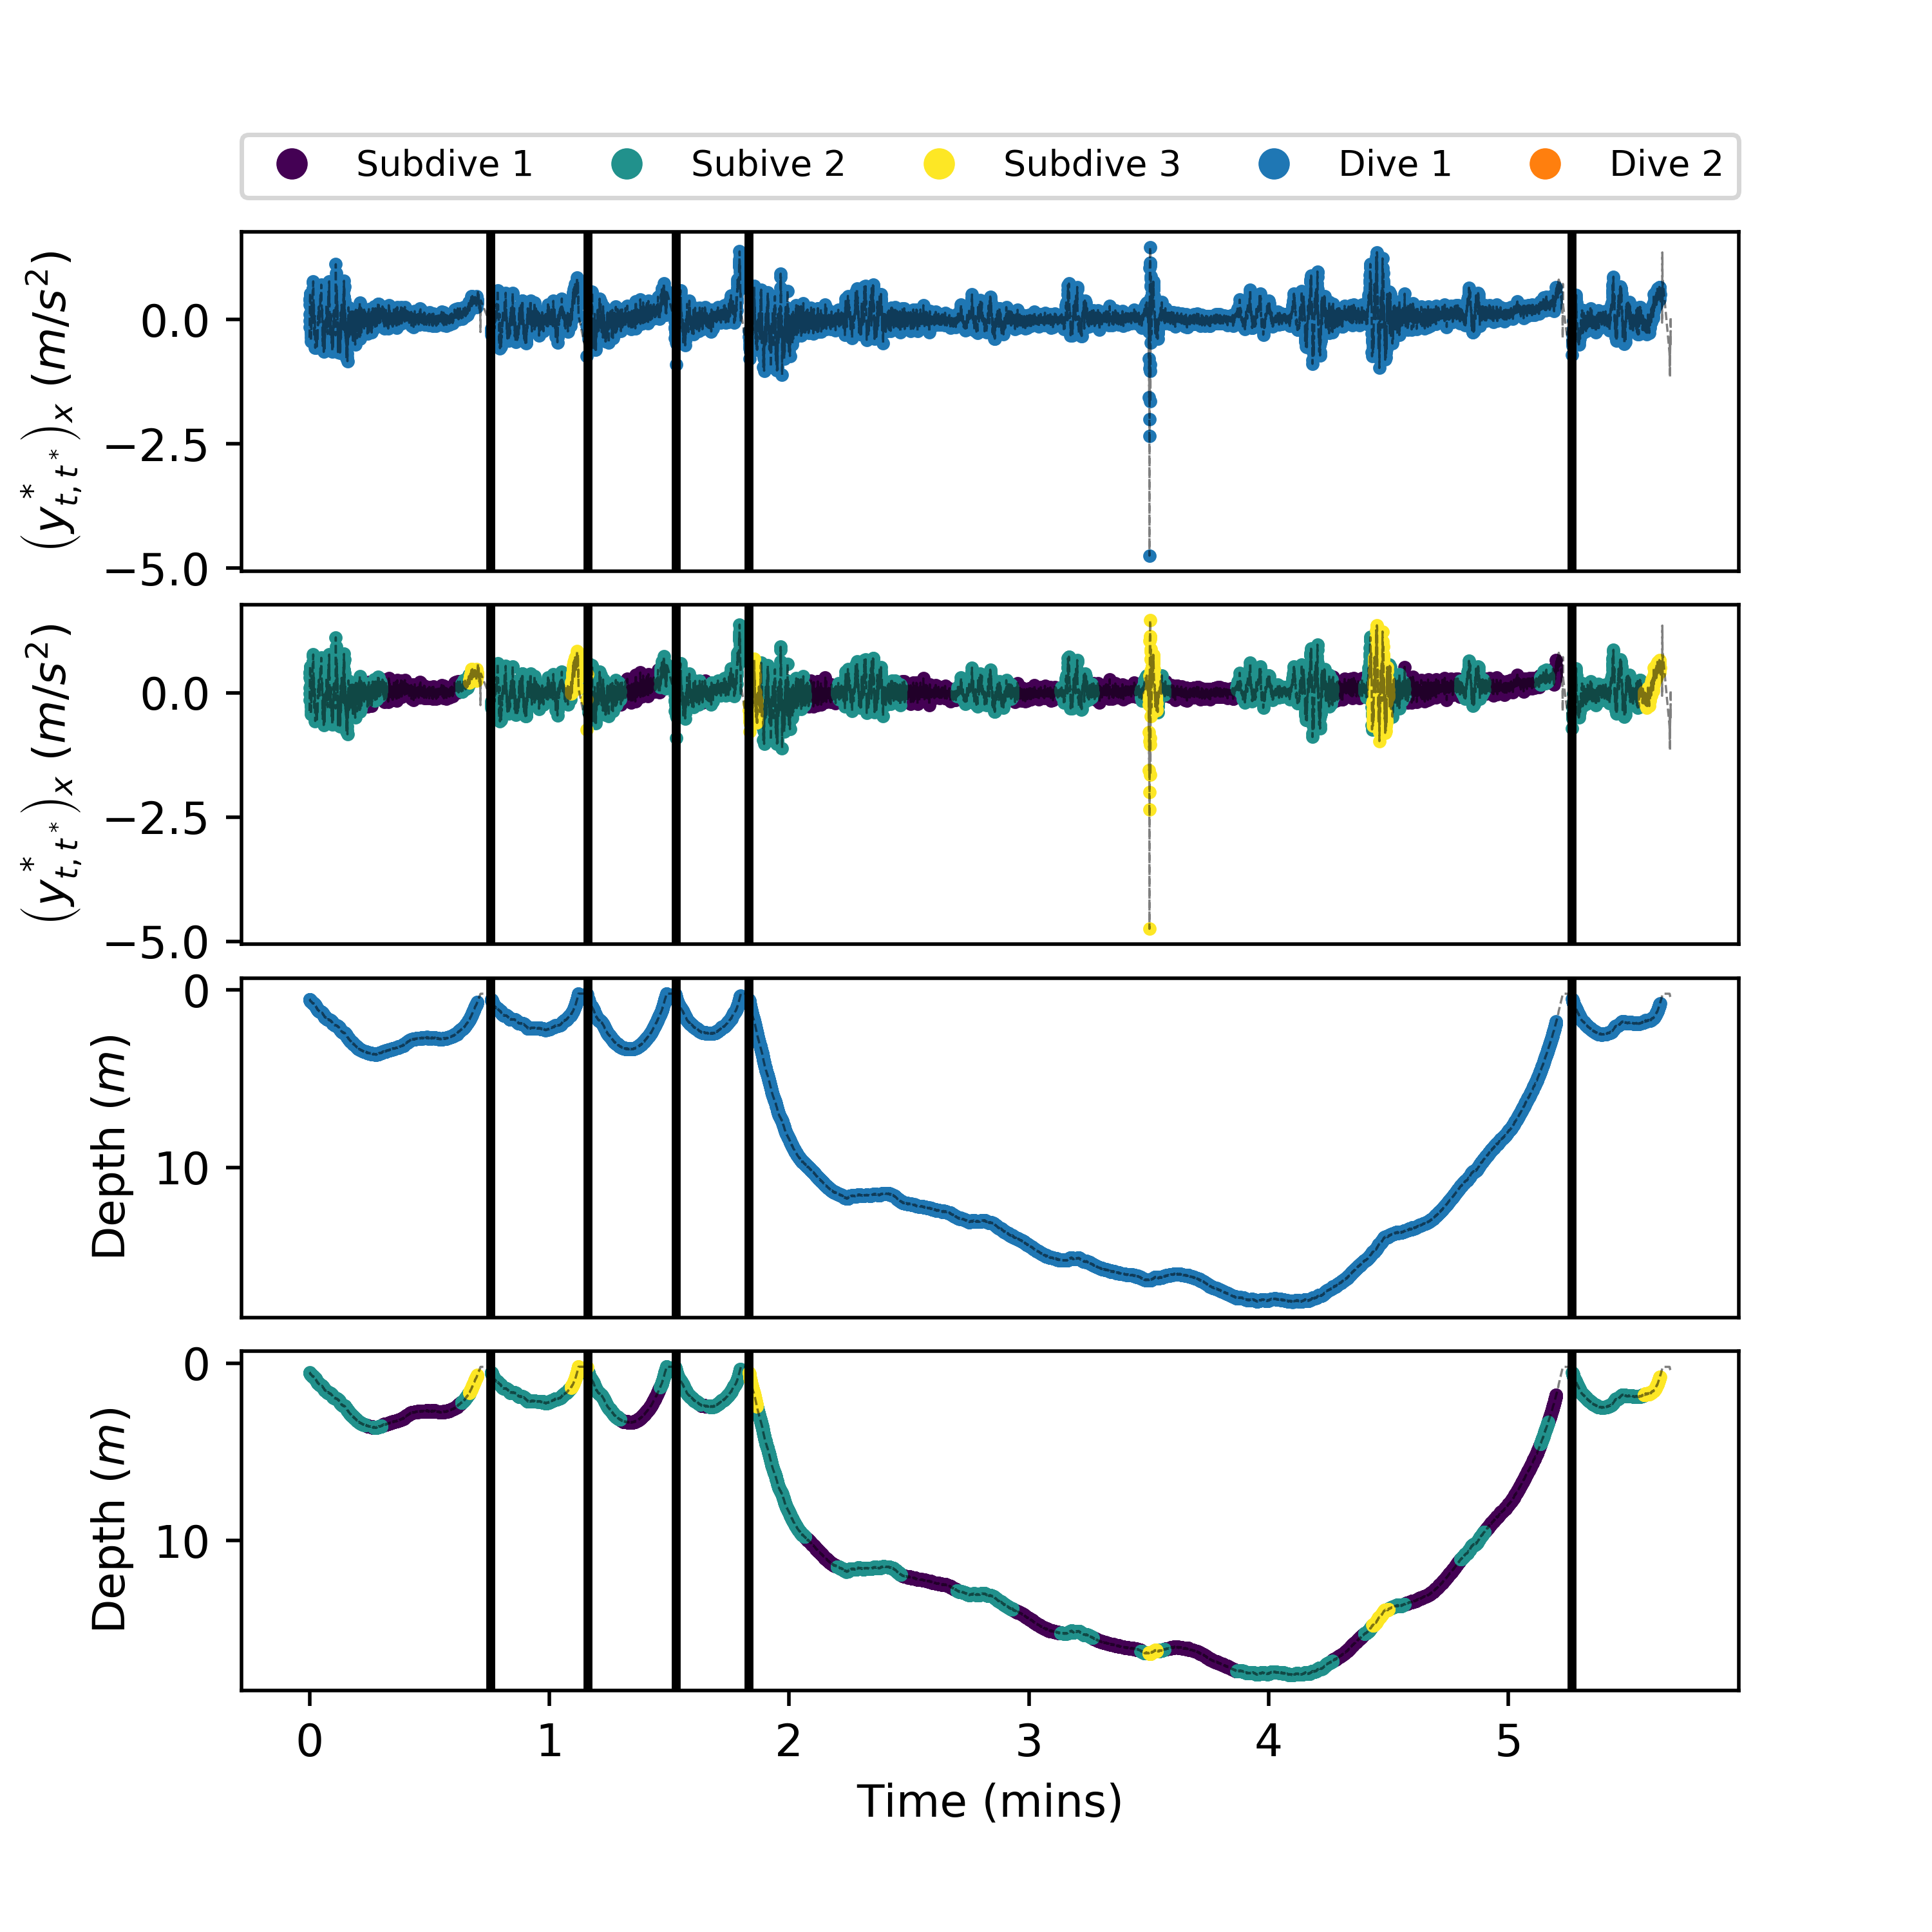 Subdive 1 Subive 2 Subdive 3 Dive 1 Dive 2
(y*t,t*)x (m/s2)
0.0
−2.5
−5.0
(y*t,t*)x (m/s2)
0.0
−2.5
−5.0
Depth (m)
0
10
Depth (m)
0
10
0 1 2 3 4 5
Time (mins)